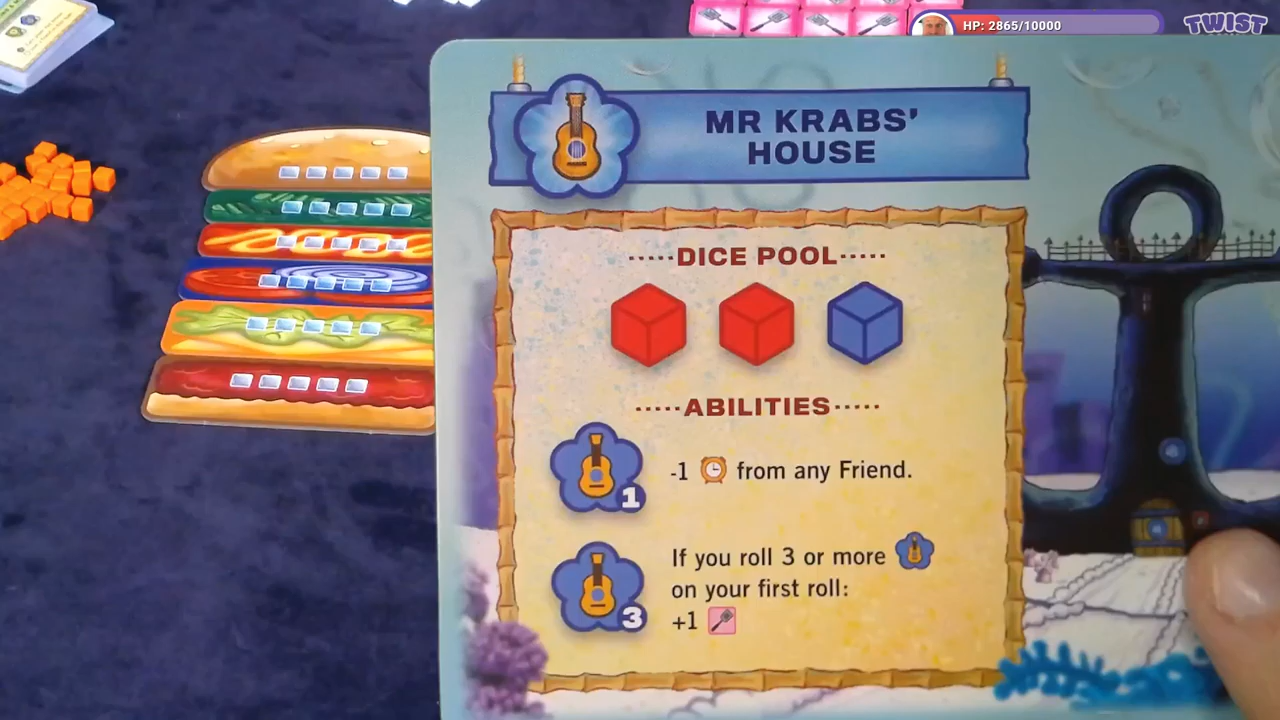 HP: 2865/10000
TWIST
MR KRABS'
HOUSE
DICE POOL
ABILITIES
1
-1 from any Friend.
3
If you roll 3 or more
on your first roll:
+1